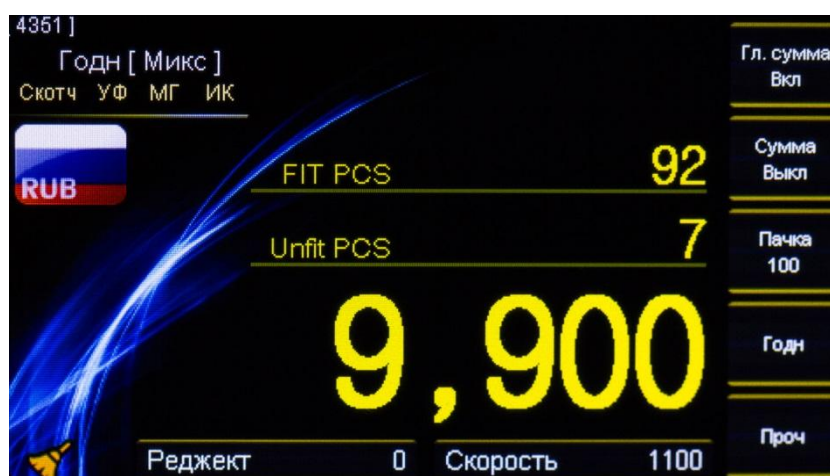 4351 ]
Годн [ Микс ]
Скотч УФ МГ ИК
RUB
FIT PCS 92
Unfit PCS 7
9,900
Реджект 0 Скорость 1100
Гл. сумма
Вкл
Сумма
Выкл
Пачка
100
Годн
Проч